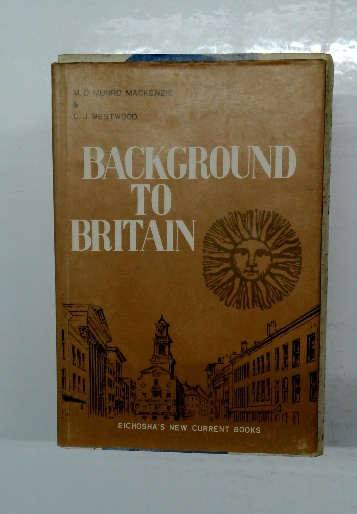 M. D. MUNRO MACKENZIE
&
L. J. WESTWOOD
BACKGROUND
TO
BRITAIN
EICHOSHA'S NEW CURRENT BOOKS